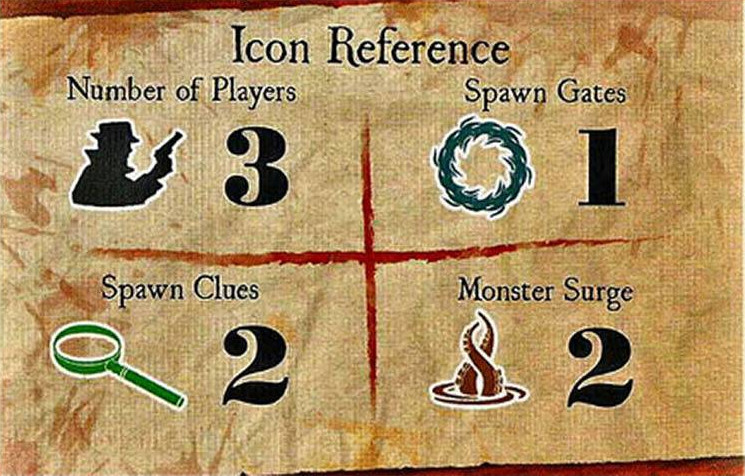 Icon Reference
Number of Players
3
Spawn Gates
1
Spawn Clues
2
Monster Surge
2